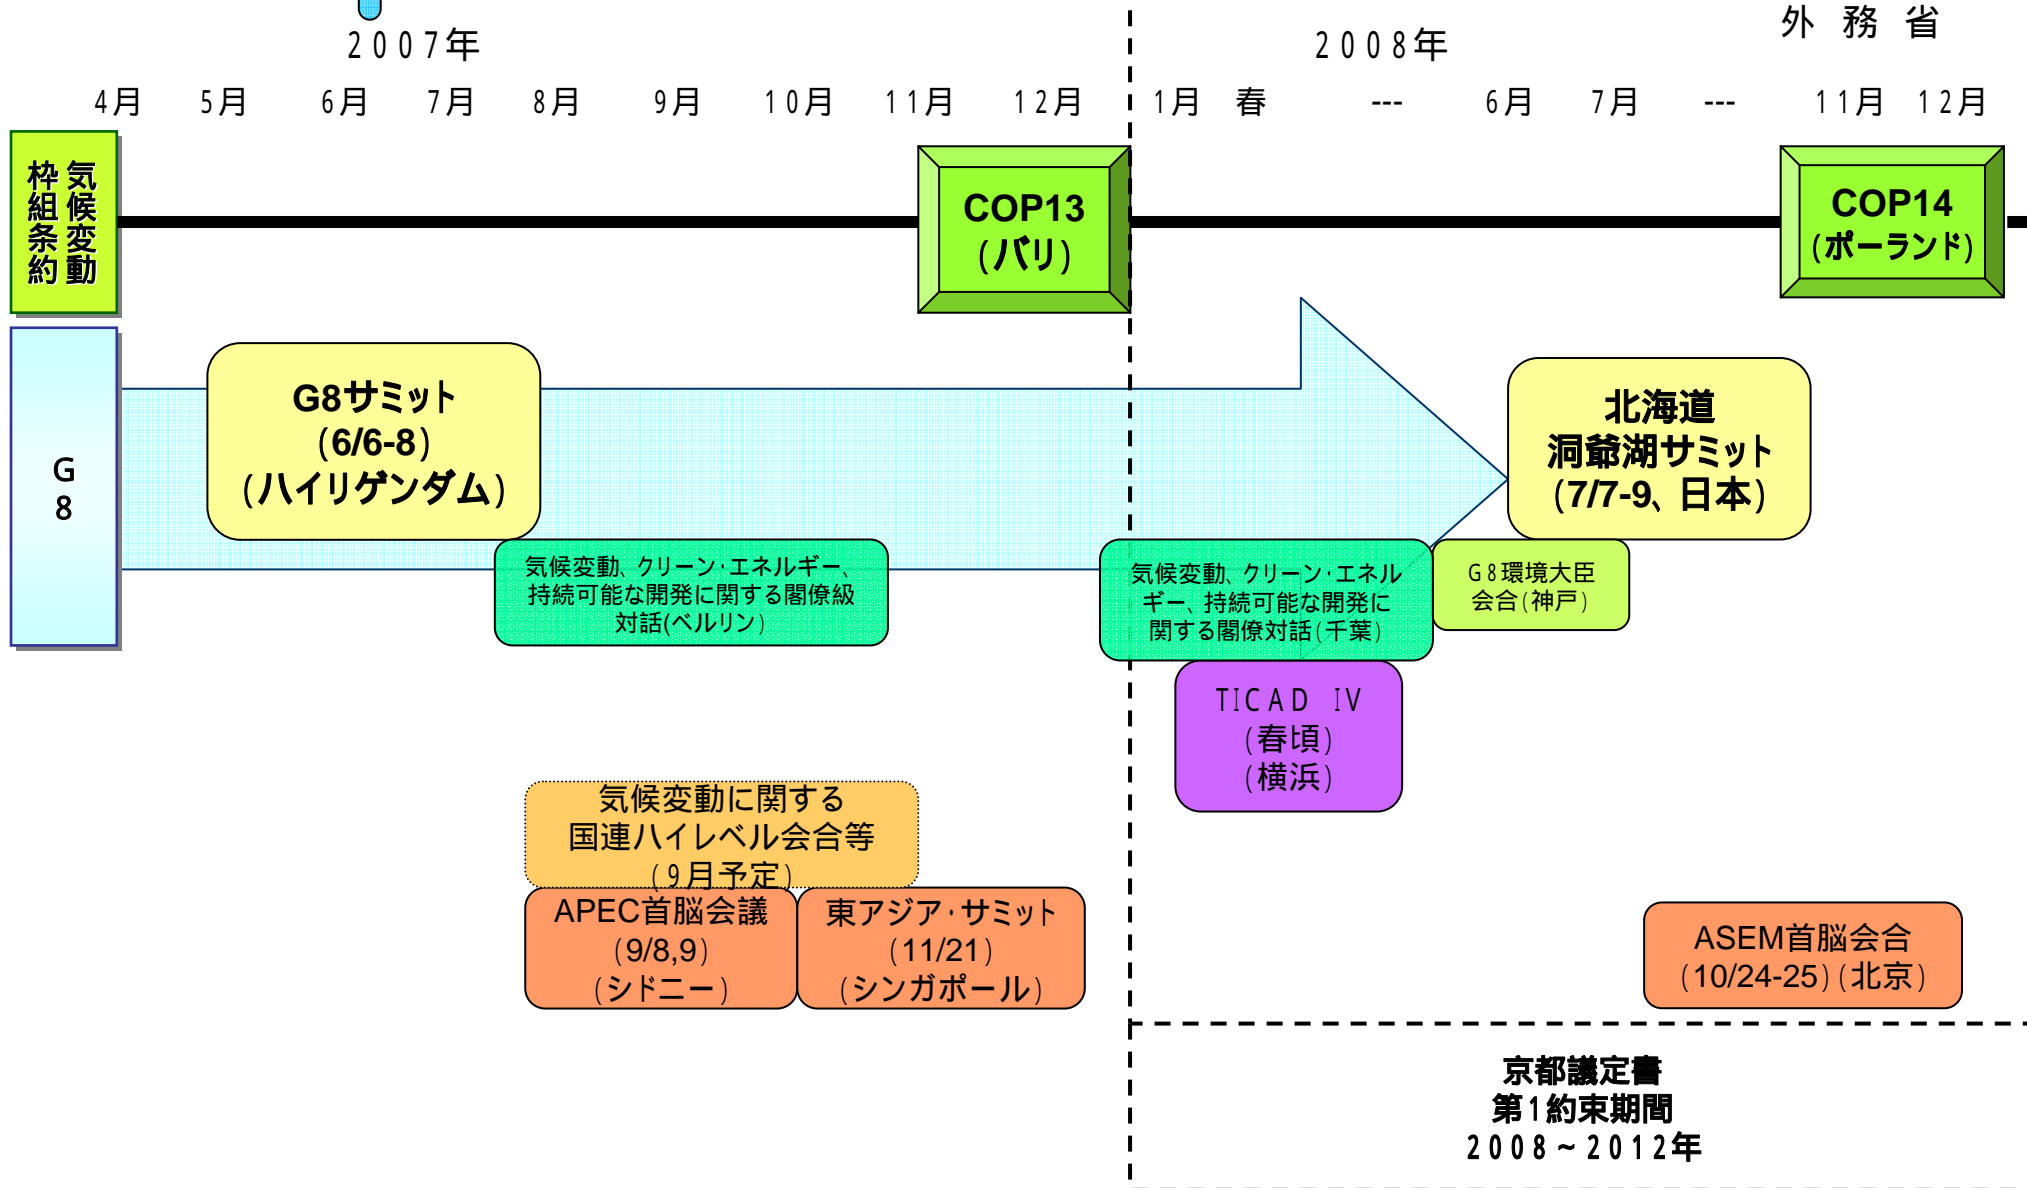 外務省
2007年
2008年
4月 5月 6月 7月 8月 9月 10月 11月 12月 1月 春 --- 6月 7月 --- 11月 12月
気候変動
枠組条約
COP13
(バリ)
COP14
(ポーランド)
G
8
G8サミット
(6/6-8)
(ハイリゲンダム)
北海道
洞爺湖サミット
(7/7-9、日本)
気候変動、クリーン・エネルギー、
持続可能な開発に関する閣僚級
対話(ベルリン)
気候変動、クリーン・エネル
ギー、持続可能な開発に
関する閣僚対話(千葉)
G8環境大臣
会合(神戸)
TICAD IV
(春頃)
(横浜)
気候変動に関する
国連ハイレベル会合等
(9月予定)
APEC首脳会議
(9/8,9)
(シドニー)
東アジア・サミット
(11/21)
(シンガポール)
ASEM首脳会合
(10/24-25)(北京)
京都議定書
第1約束期間
2008~2012年